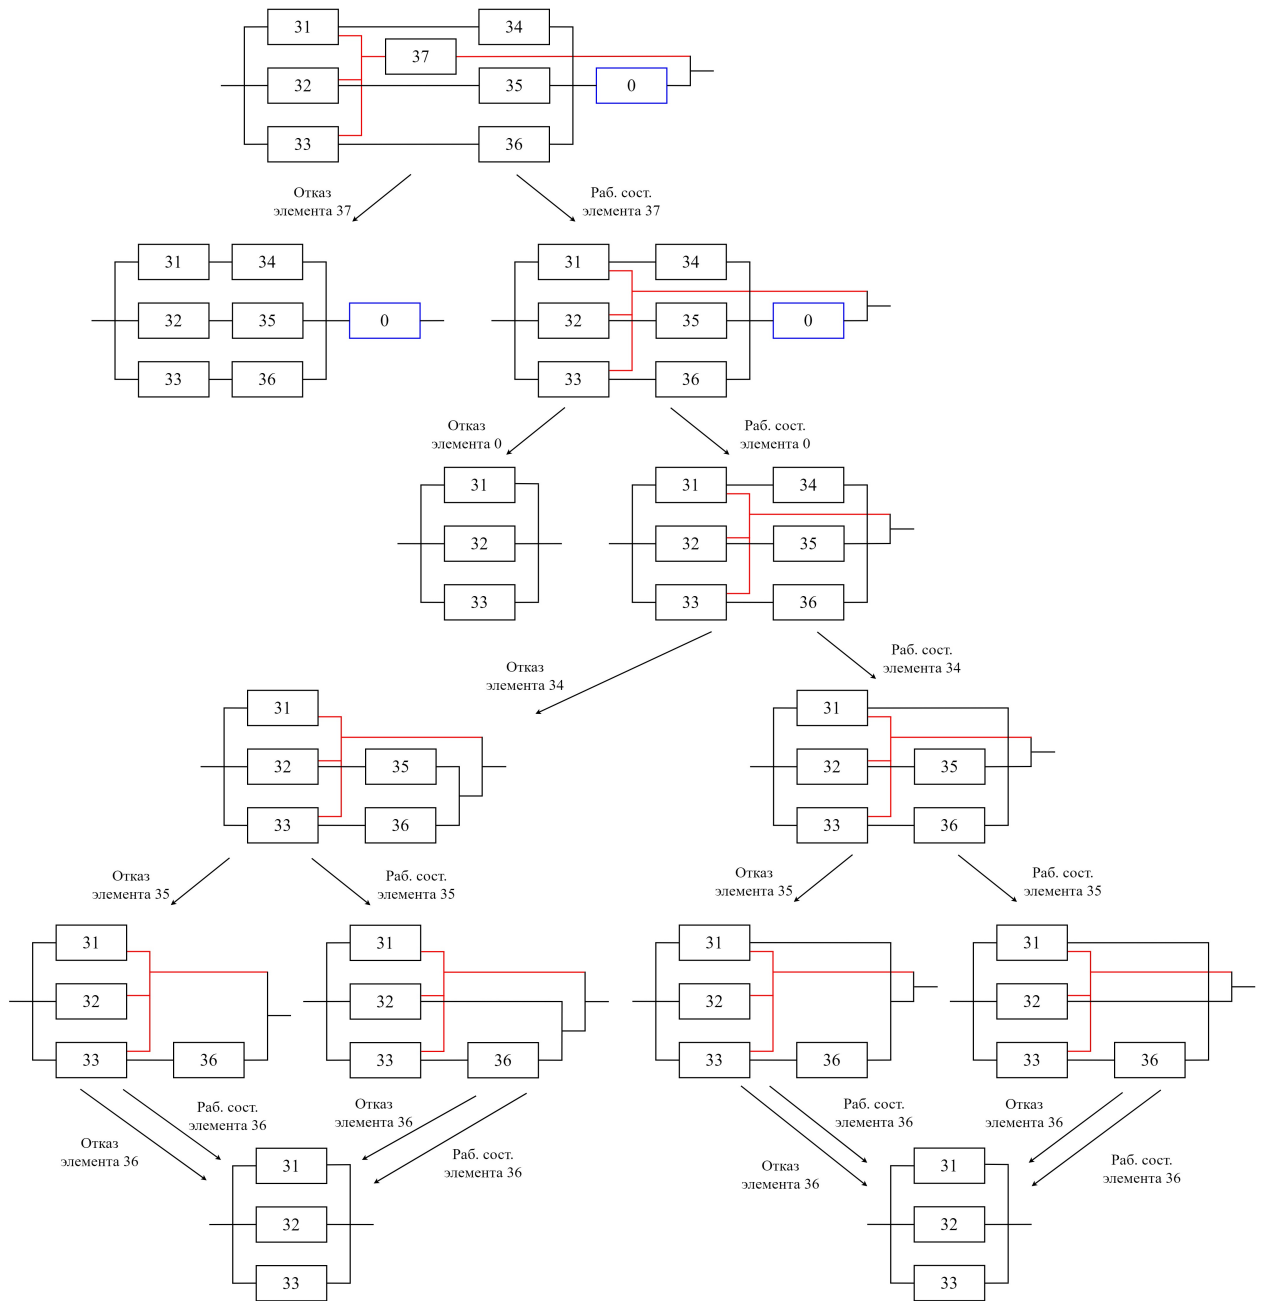 31
34
37
32
35
0
33
36
Отказ
элемента 37
Раб. сост.
элемента 37
31
34
31
34
32
35
0
32
35
0
33
36
33
36
Отказ
элемента 0
Раб. сост.
элемента 0
31
31
34
32
32
35
33
33
36
Отказ
элемента 34
Раб. сост.
элемента 34
31
31
32
35
32
35
33
36
33
36
Отказ
элемента 35
Раб. сост.
элемента 35
Отказ
элемента 35
Раб. сост.
элемента 35
31
31
31
31
32
32
32
32
33
36
33
36
33
36
33
36
Отказ
элемента 36
Раб. сост.
элемента 36
Отказ
элемента 36
Раб. сост.
элемента 36
Отказ
элемента 36
Раб. сост.
элемента 36
Отказ
элемента 36
Раб. сост.
элемента 36
31
31
32
32
33
33